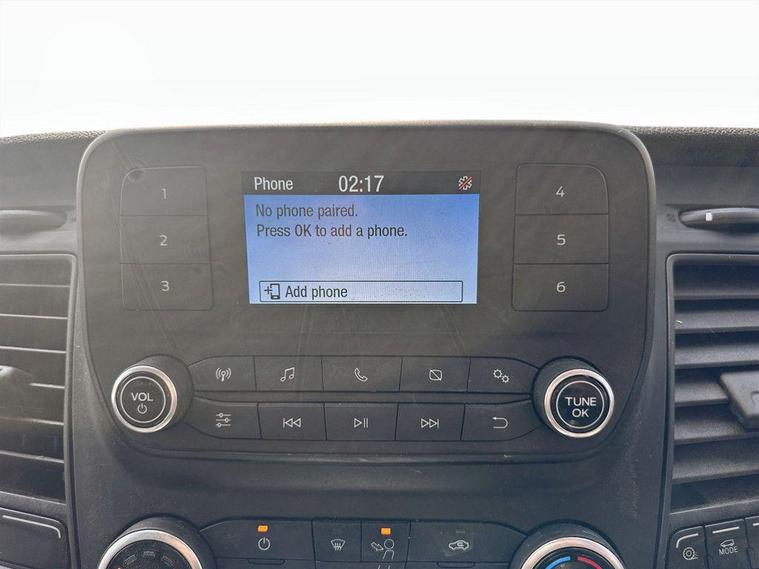 Phone 02:17
No phone paired.
Press OK to add a phone.
Add phone
1
2
3
4
5
6
VOL
TUNE
OK
MODE